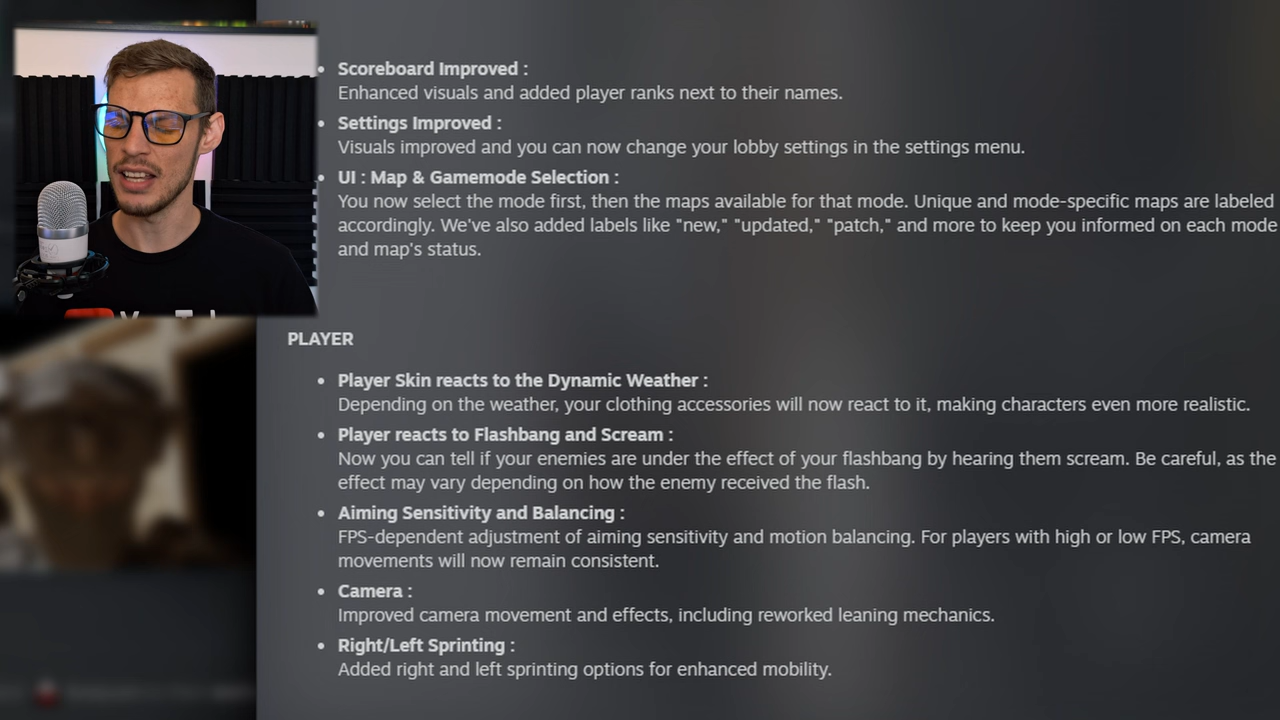 Scoreboard Improved :
Enhanced visuals and added player ranks next to their names.
Settings Improved :
Visuals improved and you can now change your lobby settings in the settings menu.
UI : Map & Gamemode Selection :
You now select the mode first, then the maps available for that mode. Unique and mode-specific maps are labeled
accordingly. We've also added labels like "new," "updated," "patch," and more to keep you informed on each mode
and map's status.
PLAYER
Player Skin reacts to the Dynamic Weather :
Depending on the weather, your clothing accessories will now react to it, making characters even more realistic.
Player reacts to Flashbang and Scream :
Now you can tell if your enemies are under the effect of your flashbang by hearing them scream. Be careful, as the
effect may vary depending on how the enemy received the flash.
Aiming Sensitivity and Balancing :
FPS-dependent adjustment of aiming sensitivity and motion balancing. For players with high or low FPS, camera
movements will now remain consistent.
Camera :
Improved camera movement and effects, including reworked leaning mechanics.
Right/Left Sprinting :
Added right and left sprinting options for enhanced mobility.